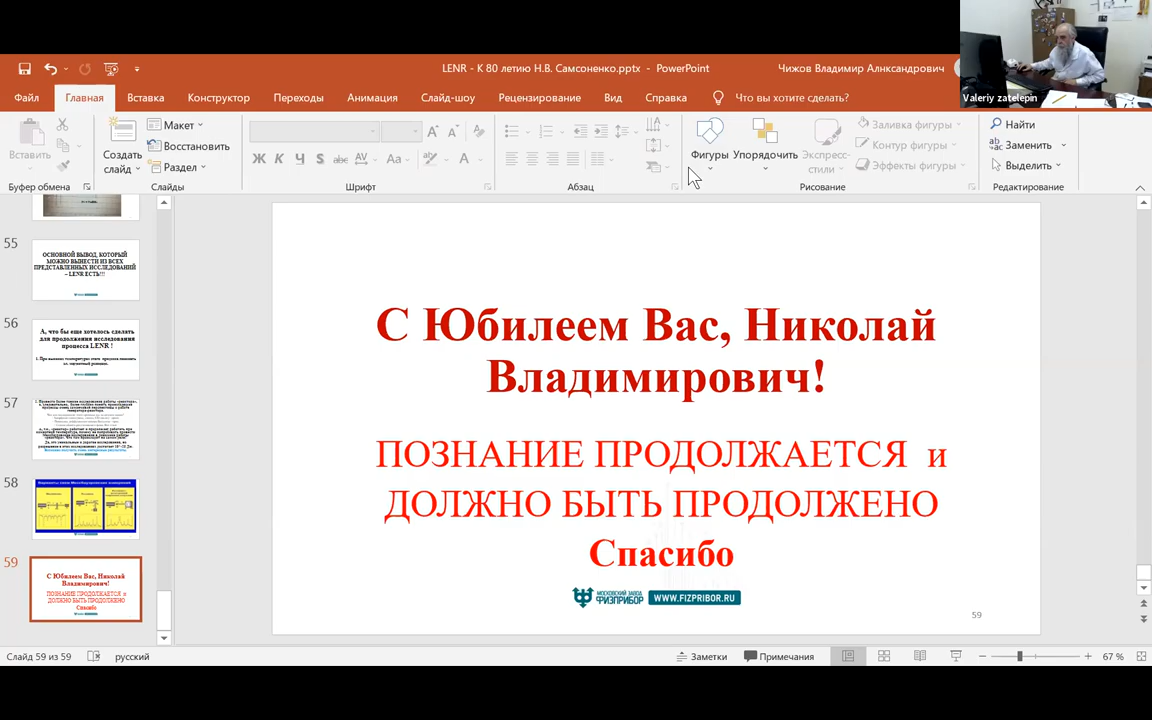 LENR - К 80 летию Н.В. Самсоненко.pptx - PowerPoint
Чижов Владимир Алнксандрович
Valeriy zatelepin
Файл Главная Вставка Конструктор Переходы Анимация Слайд-шоу Рецензирование Вид Справка Что вы хотите сделать?
Вставить
Буфер обмена
Создать слайд
Макет
Восстановить
Раздел
Слайды
Ж К Ч S abc AV Aa A
Шрифт
Абзац
Фигуры
Упорядочить
Экспресс-стили
Заливка фигуры
Контур фигуры
Эффекты фигуры
Рисование
Найти
Заменить
Выделить
Редактирование
55
ОСНОВНОЙ ВЫВОД, КОТОРЫЙ
МОЖНО ВЫНЕСТИ ИЗ ВСЕХ
ПРЕДСТАВЛЕННЫХ ИССЛЕДОВАНИЙ
– LENR ЕСТЬ!!!
56
А, что бы еще хотелось сделать
для продолжения исследования
процесса LENR !
57
58
59
С Юбилеем Вас, Николай
Владимирович!
ПОЗНАНИЕ ПРОДОЛЖАЕТСЯ и
ДОЛЖНО БЫТЬ ПРОДОЛЖЕНО
Спасибо
С Юбилеем Вас, Николай
Владимирович!
ПОЗНАНИЕ ПРОДОЛЖАЕТСЯ и
ДОЛЖНО БЫТЬ ПРОДОЛЖЕНО
Спасибо
МОСКОВСКИЙ ЗАВОД
ФИЗПРИБОР
WWW.FIZPRIBOR.RU
59
Слайд 59 из 59 русский Заметки Примечания 67 %